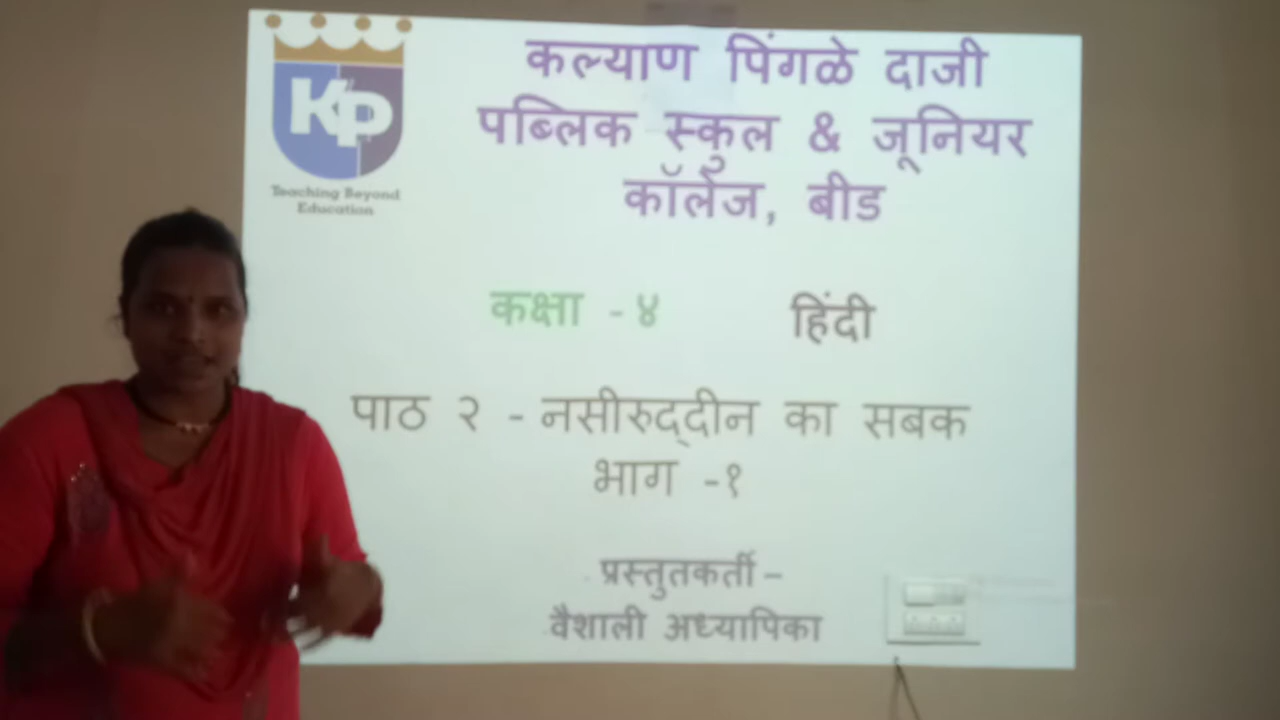 KP
Teaching Beyond
Education
कल्याण पिंगळे दाजी
पब्लिक स्कुल & जूनियर
कॉलेज, बीड
कक्षा - ४ हिंदी
पाठ २ - नसीरुद्‌दीन का सबक
भाग -१
प्रस्तुतकर्ती –
वैशाली अध्यापिका